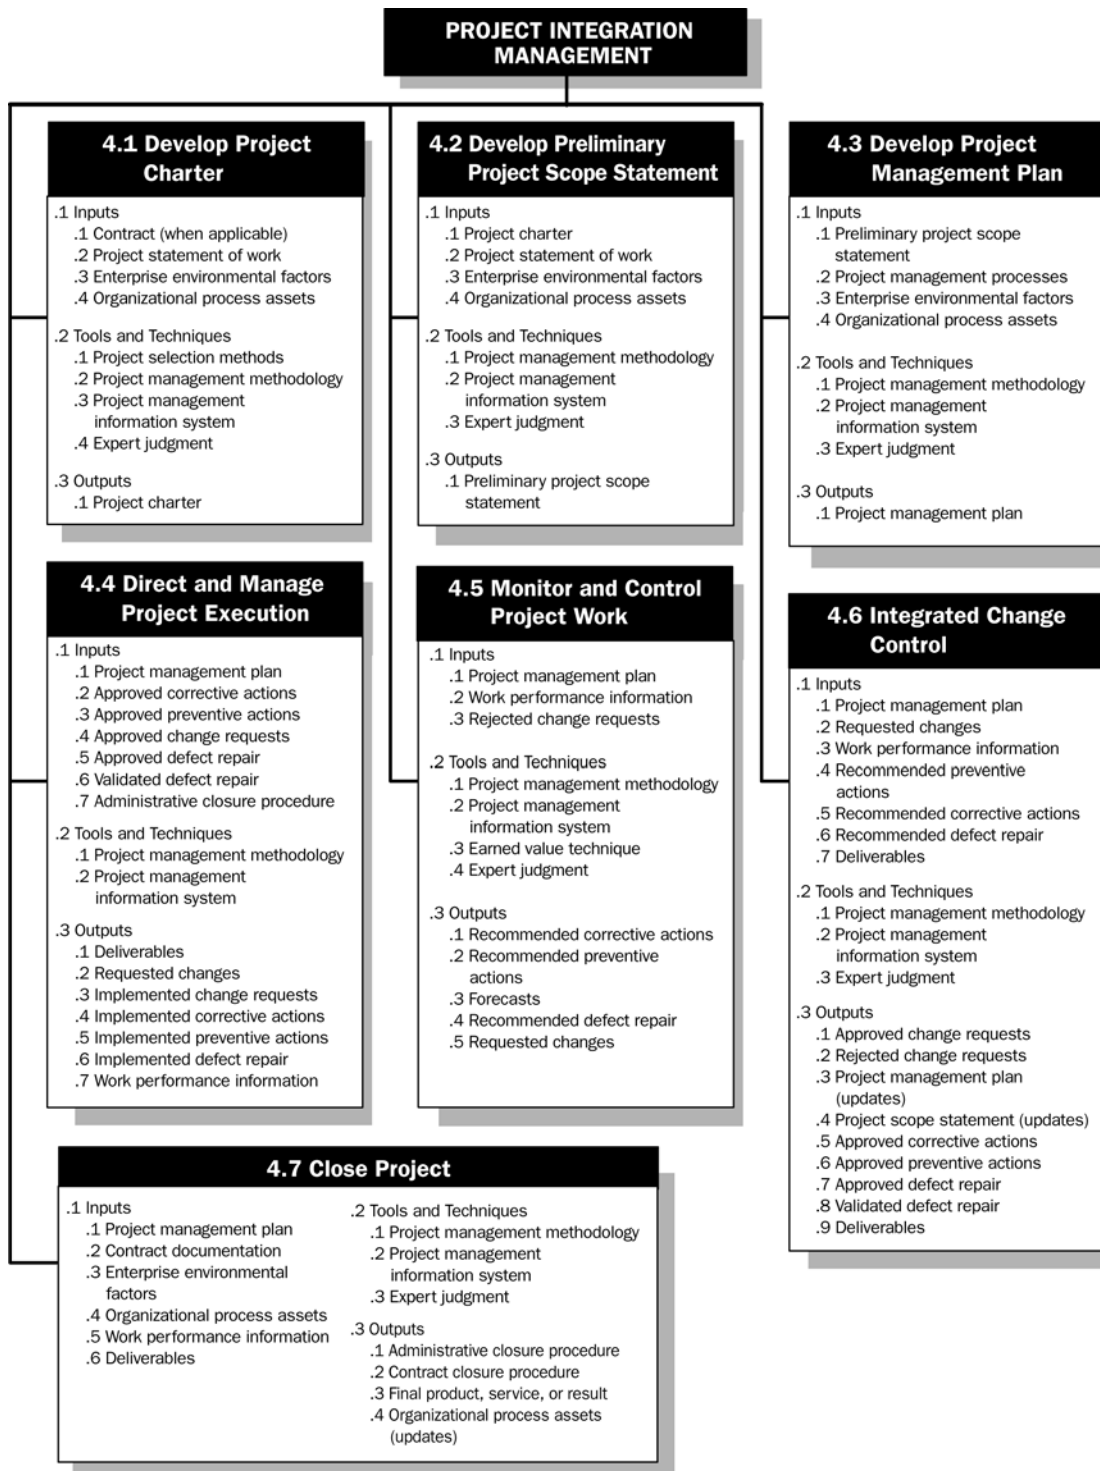 PROJECT INTEGRATION
MANAGEMENT
4.1 Develop Project
Charter
.1 Inputs
.1 Contract (when applicable)
.2 Project statement of work
.3 Enterprise environmental factors
.4 Organizational process assets
.2 Tools and Techniques
.1 Project selection methods
.2 Project management methodology
.3 Project management
information system
.4 Expert judgment
.3 Outputs
.1 Project charter
4.2 Develop Preliminary
Project Scope Statement
.1 Inputs
.1 Project charter
.2 Project statement of work
.3 Enterprise environmental factors
.4 Organizational process assets
.2 Tools and Techniques
.1 Project management methodology
.2 Project management
information system
.3 Expert judgment
.3 Outputs
.1 Preliminary project scope
statement
4.3 Develop Project
Management Plan
.1 Inputs
.1 Preliminary project scope
statement
.2 Project management processes
.3 Enterprise environmental factors
.4 Organizational process assets
.2 Tools and Techniques
.1 Project management methodology
.2 Project management
information system
.3 Expert judgment
.3 Outputs
.1 Project management plan
4.4 Direct and Manage
Project Execution
.1 Inputs
.1 Project management plan
.2 Approved corrective actions
.3 Approved preventive actions
.4 Approved change requests
.5 Approved defect repair
.6 Validated defect repair
.7 Administrative closure procedure
.2 Tools and Techniques
.1 Project management methodology
.2 Project management
information system
.3 Outputs
.1 Deliverables
.2 Requested changes
.3 Implemented change requests
.4 Implemented corrective actions
.5 Implemented preventive actions
.6 Implemented defect repair
.7 Work performance information
4.5 Monitor and Control
Project Work
.1 Inputs
.1 Project management plan
.2 Work performance information
.3 Rejected change requests
.2 Tools and Techniques
.1 Project management methodology
.2 Project management
information system
.3 Earned value technique
.4 Expert judgment
.3 Outputs
.1 Recommended corrective actions
.2 Recommended preventive
actions
.3 Forecasts
.4 Recommended defect repair
.5 Requested changes
4.6 Integrated Change
Control
.1 Inputs
.1 Project management plan
.2 Requested changes
.3 Work performance information
.4 Recommended preventive
actions
.5 Recommended corrective actions
.6 Recommended defect repair
.7 Deliverables
.2 Tools and Techniques
.1 Project management methodology
.2 Project management
information system
.3 Expert judgment
.3 Outputs
.1 Approved change requests
.2 Rejected change requests
.3 Project management plan
(updates)
.4 Project scope statement (updates)
.5 Approved corrective actions
.6 Approved preventive actions
.7 Approved defect repair
.8 Validated defect repair
.9 Deliverables
4.7 Close Project
.1 Inputs
.1 Project management plan
.2 Contract documentation
.3 Enterprise environmental
factors
.4 Organizational process assets
.5 Work performance information
.6 Deliverables
.2 Tools and Techniques
.1 Project management methodology
.2 Project management
information system
.3 Expert judgment
.3 Outputs
.1 Administrative closure procedure
.2 Contract closure procedure
.3 Final product, service, or result
.4 Organizational process assets
(updates)